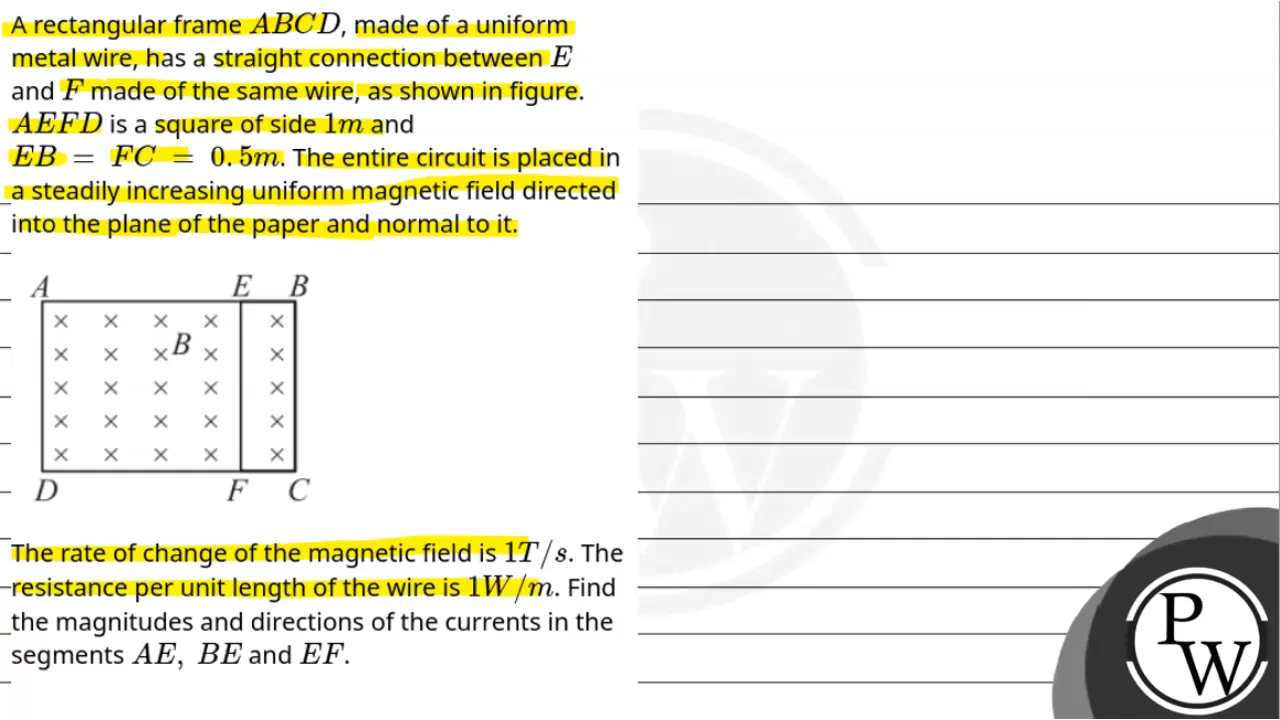 A rectangular frame ABCD, made of a uniform
metal wire, has a straight connection between E
and F made of the same wire, as shown in figure.
AEFD is a square of side 1m and
EB = FC = 0.5m. The entire circuit is placed in
a steadily increasing uniform magnetic field directed
into the plane of the paper and normal to it.
A E B
B
D F C
The rate of change of the magnetic field is 1T/s. The
resistance per unit length of the wire is 1W/m. Find
the magnitudes and directions of the currents in the
segments AE, BE and EF.
P
W